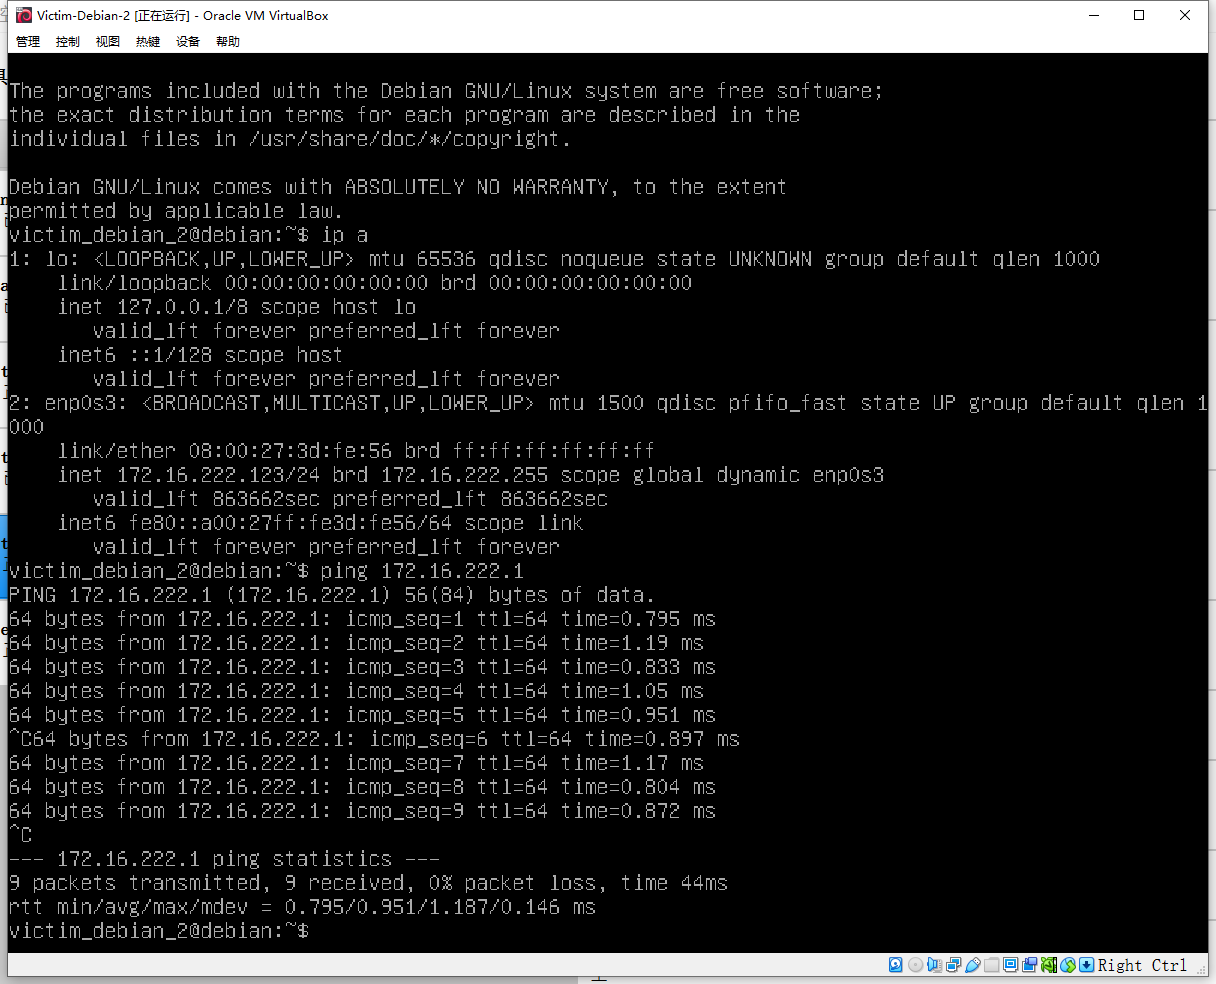 Victim-Debian-2 [正在运行] - Oracle VM VirtualBox
管理 控制 视图 热键 设备 帮助
The programs included with the Debian GNU/Linux system are free software;
the exact distribution terms for each program are described in the
individual files in /usr/share/doc/*/copyright.
Debian GNU/Linux comes with ABSOLUTELY NO WARRANTY, to the extent
permitted by applicable law.
victim_debian_2@debian:~$ ip a
1: lo: <LOOPBACK,UP,LOWER_UP> mtu 65536 qdisc noqueue state UNKNOWN group default qlen 1000
    link/loopback 00:00:00:00:00:00 brd 00:00:00:00:00:00
    inet 127.0.0.1/8 scope host lo
       valid_lft forever preferred_lft forever
    inet6 ::1/128 scope host
       valid_lft forever preferred_lft forever
2: enp0s3: <BROADCAST,MULTICAST,UP,LOWER_UP> mtu 1500 qdisc pfifo_fast state UP group default qlen 1
000
    link/ether 08:00:27:3d:fe:56 brd ff:ff:ff:ff:ff:ff
    inet 172.16.222.123/24 brd 172.16.222.255 scope global dynamic enp0s3
       valid_lft 863662sec preferred_lft 863662sec
    inet6 fe80::a00:27ff:fe3d:fe56/64 scope link
       valid_lft forever preferred_lft forever
victim_debian_2@debian:~$ ping 172.16.222.1
PING 172.16.222.1 (172.16.222.1) 56(84) bytes of data.
64 bytes from 172.16.222.1: icmp_seq=1 ttl=64 time=0.795 ms
64 bytes from 172.16.222.1: icmp_seq=2 ttl=64 time=1.19 ms
64 bytes from 172.16.222.1: icmp_seq=3 ttl=64 time=0.833 ms
64 bytes from 172.16.222.1: icmp_seq=4 ttl=64 time=1.05 ms
64 bytes from 172.16.222.1: icmp_seq=5 ttl=64 time=0.951 ms
^C64 bytes from 172.16.222.1: icmp_seq=6 ttl=64 time=0.897 ms
64 bytes from 172.16.222.1: icmp_seq=7 ttl=64 time=1.17 ms
64 bytes from 172.16.222.1: icmp_seq=8 ttl=64 time=0.804 ms
64 bytes from 172.16.222.1: icmp_seq=9 ttl=64 time=0.872 ms
^C
--- 172.16.222.1 ping statistics ---
9 packets transmitted, 9 received, 0% packet loss, time 44ms
rtt min/avg/max/mdev = 0.795/0.951/1.187/0.146 ms
victim_debian_2@debian:~$
Right Ctrl